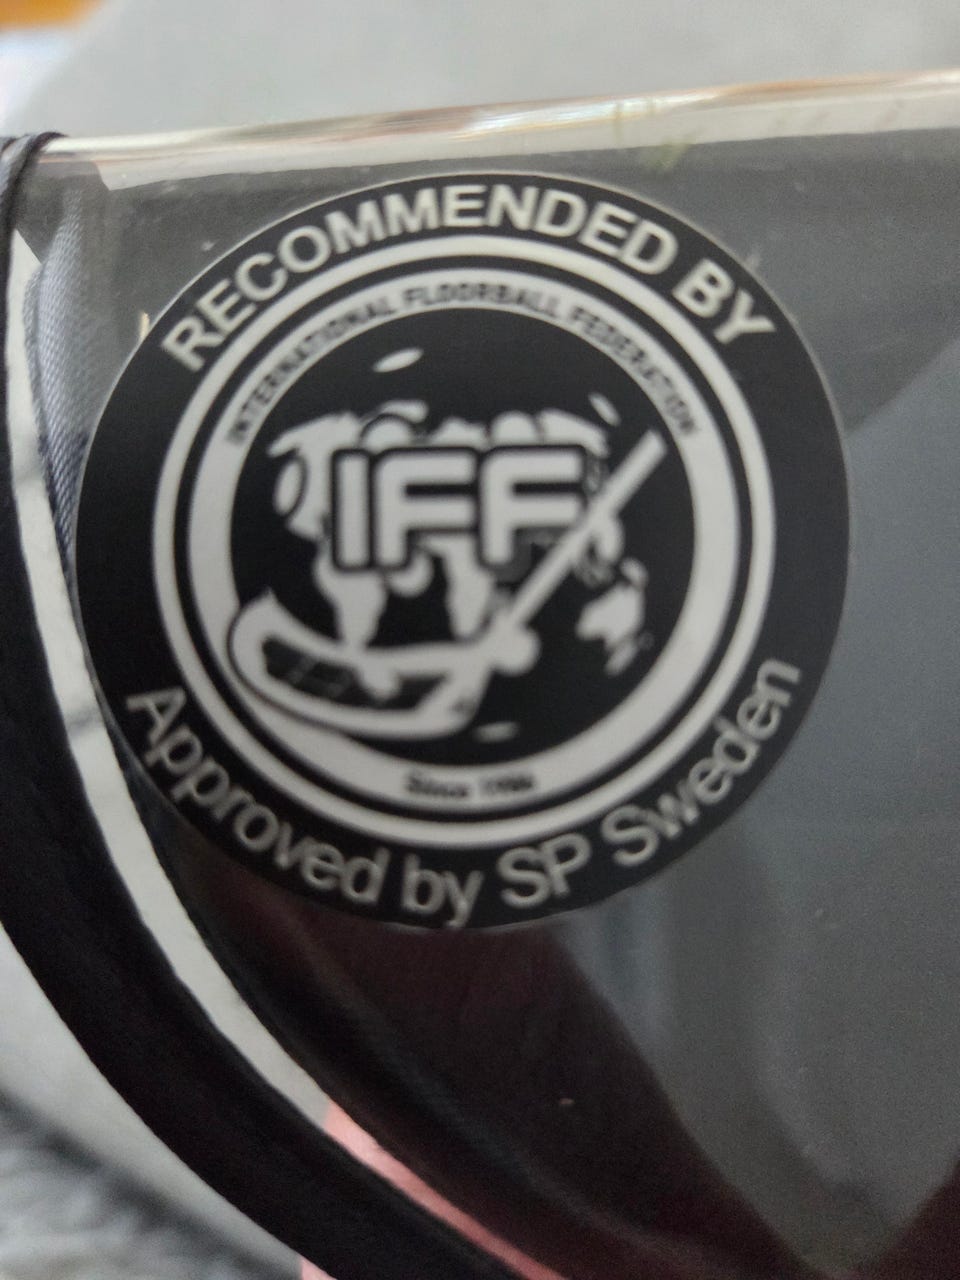 RECOMMENDED BY
INTERNATIONAL FLOORBALL FEDERATION
IFF
Since 1986
Approved by SP Sweden